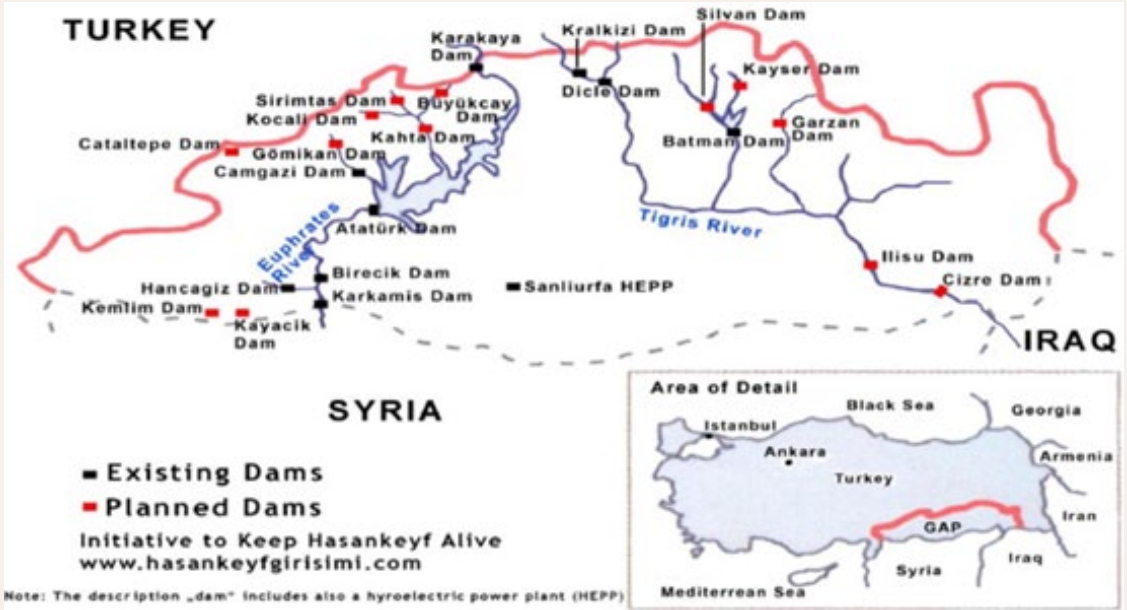 TURKEY
Silvan Dam
Karakaya
Dam
Kralkizi Dam
Kayser Dam
Dicle Dam
Sirimtas Dam
Büyükcay
Dam
Kocali Dam
Kahta Dam
Garzan
Dam
Batman Dam
Cataltepe Dam
Gömikan Dam
Camgazi Dam
Tigris River
Atatürk Dam
Euphrates
River
Ilisu Dam
Birecik Dam
Cizre Dam
Hancagiz Dam
Sanliurfa HEPP
Karkamis Dam
Kemlim Dam
Kayacik
Dam
IRAQ
SYRIA
Existing Dams
Planned Dams
Initiative to Keep Hasankeyf Alive
www.hasankeyfgirisimi.com
Note: The description „dam“ includes also a hyroelectric power plant (HEPP)
Area of Detail
Black Sea
Georgia
Istanbul
Ankara
Armenia
Turkey
Iran
GAP
Iraq
Syria
Mediterrean Sea